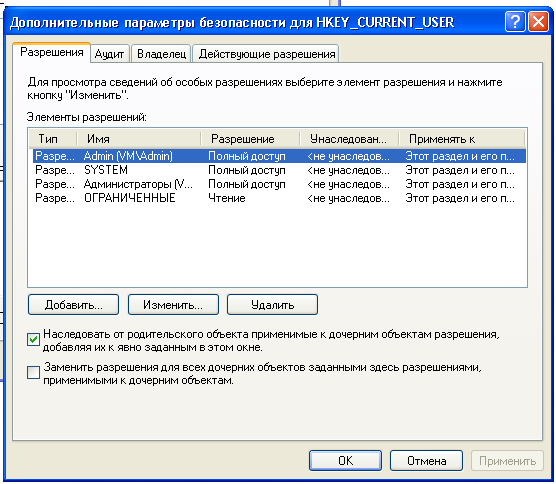 Дополнительные параметры безопасности для HKEY_CURRENT_USER
Разрешения Аудит Владелец Действующие разрешения
Для просмотра сведений об особых разрешениях выберите элемент разрешения и нажмите
кнопку "Изменить".
Элементы разрешений:
Тип Имя Разрешение Унаследован... Применять к
Разре... Admin (VM\Admin) Полный доступ <не унаследов... Этот раздел и его п...
Разре... SYSTEM Полный доступ <не унаследов... Этот раздел и его п...
Разре... Администраторы (V... Полный доступ <не унаследов... Этот раздел и его п...
Разре... ОГРАНИЧЕННЫЕ Чтение <не унаследов... Этот раздел и его п...
Добавить... Изменить... Удалить
Наследовать от родительского объекта применимые к дочерним объектам разрешения,
добавляя их к явно заданным в этом окне.
Заменить разрешения для всех дочерних объектов заданными здесь разрешениями,
применимыми к дочерним объектам.
OK Отмена Применить